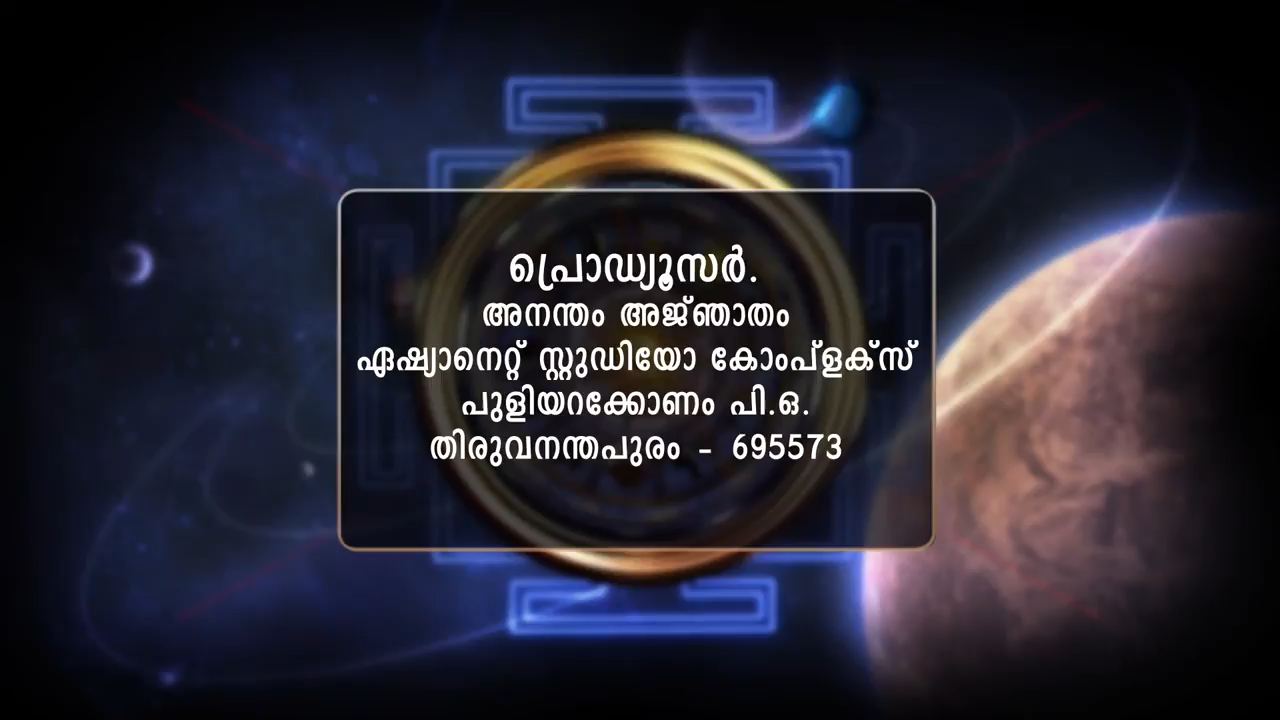 പ്രൊഡ്യൂസർ.
അനന്തം അജ്ഞാതം
ഏഷ്യാനെറ്റ് സ്റ്റുഡിയോ കോംപ്ളക്സ്
പുളിയറക്കോണം പി.ഒ.
തിരുവനന്തപുരം - 695573